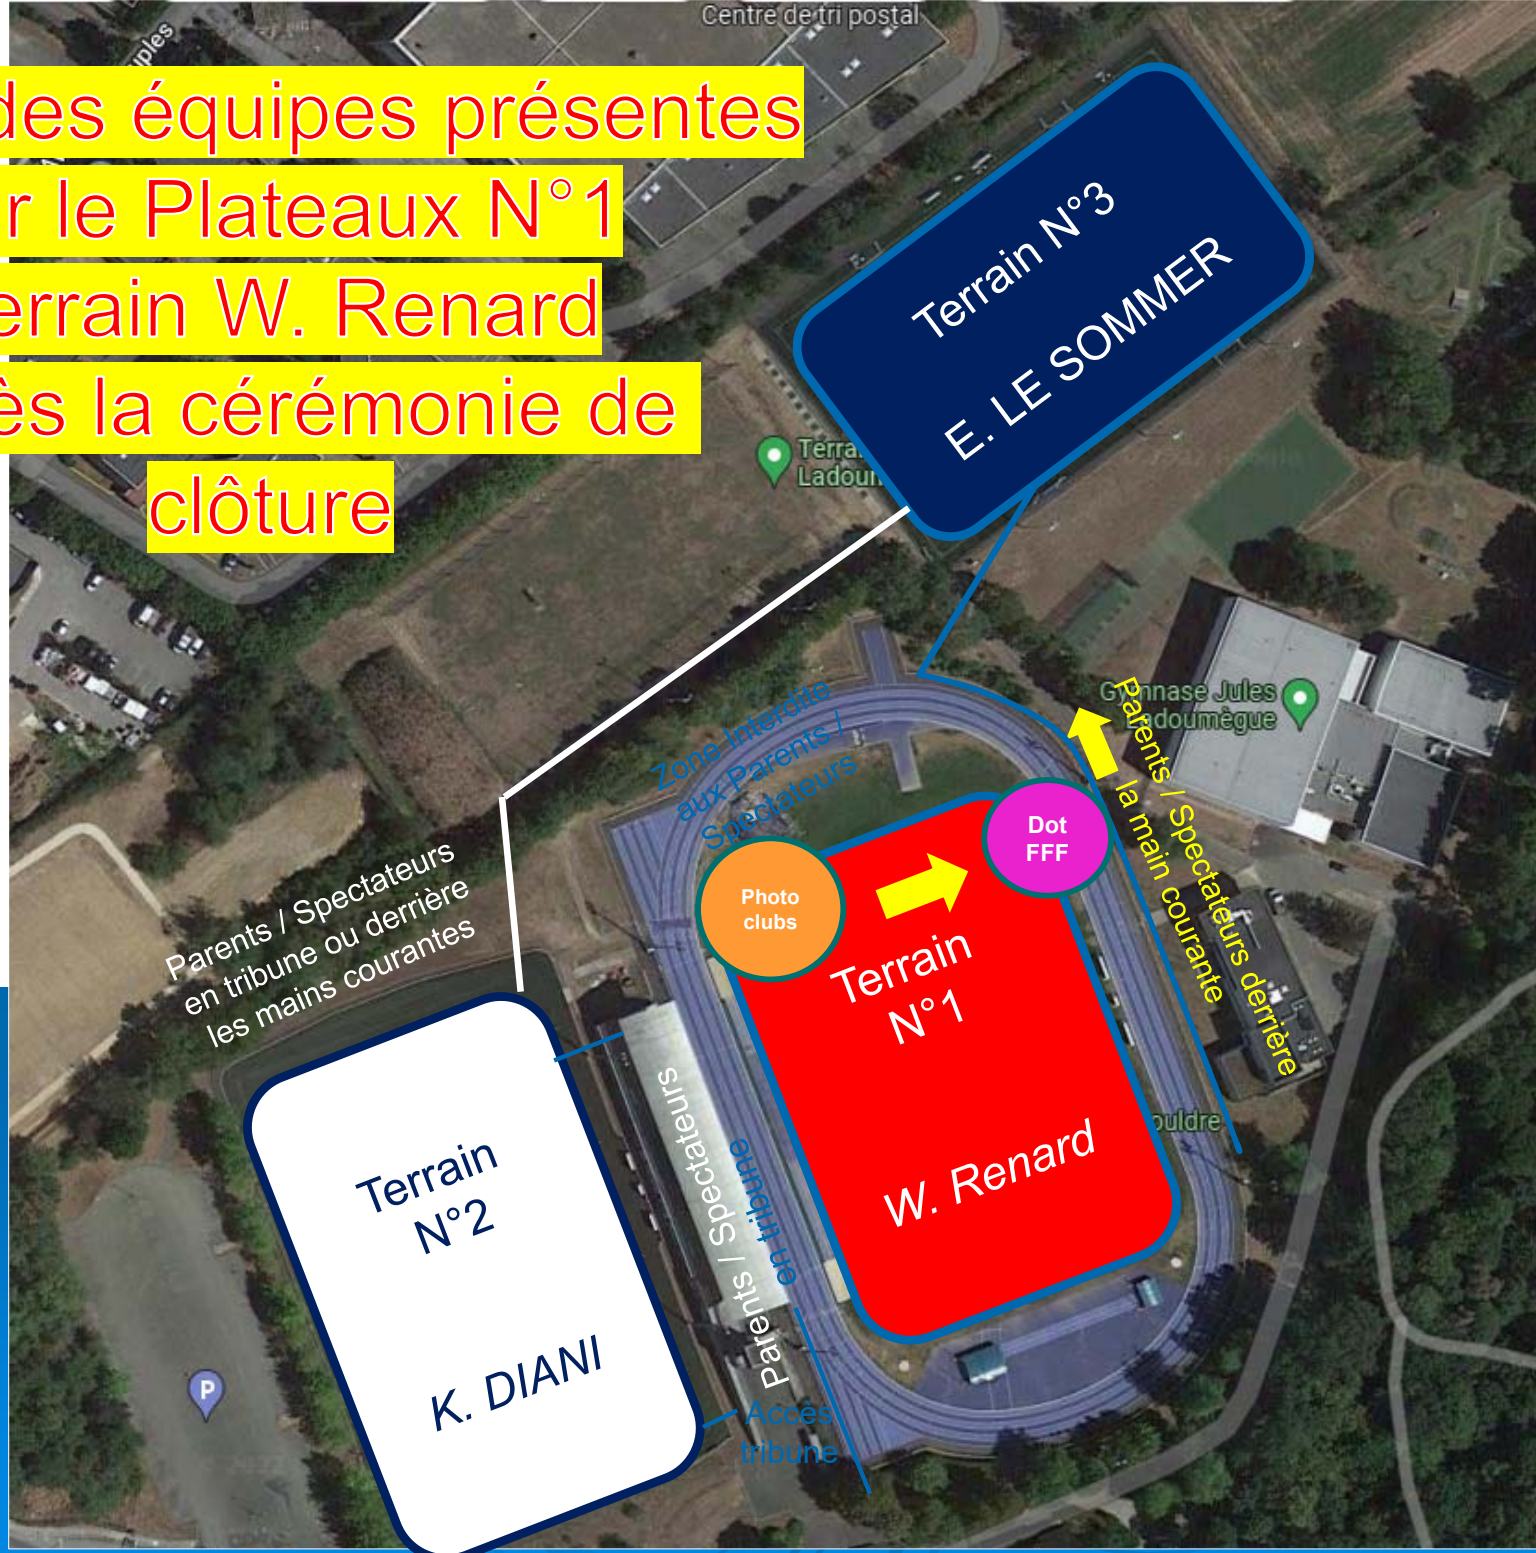 Centre de tri postal
des équipes présentes
r le Plateaux N°1
errain W. Renard
ès la cérémonie de
clôture
Terrain N°3
E. LE SOMMER
Gymnase Jules
Ladoumègue
Zone Interdite
aux Parents /
Spectateurs
Parents / Spectateurs derrière
la main courante
Dot
FFF
Photo
clubs
Parents / Spectateurs
en tribune ou derrière
les mains courantes
Terrain
N°1
W. Renard
Parents / Spectateurs
en tribune
Terrain
N°2
K. DIANI
Accès
tribune
P